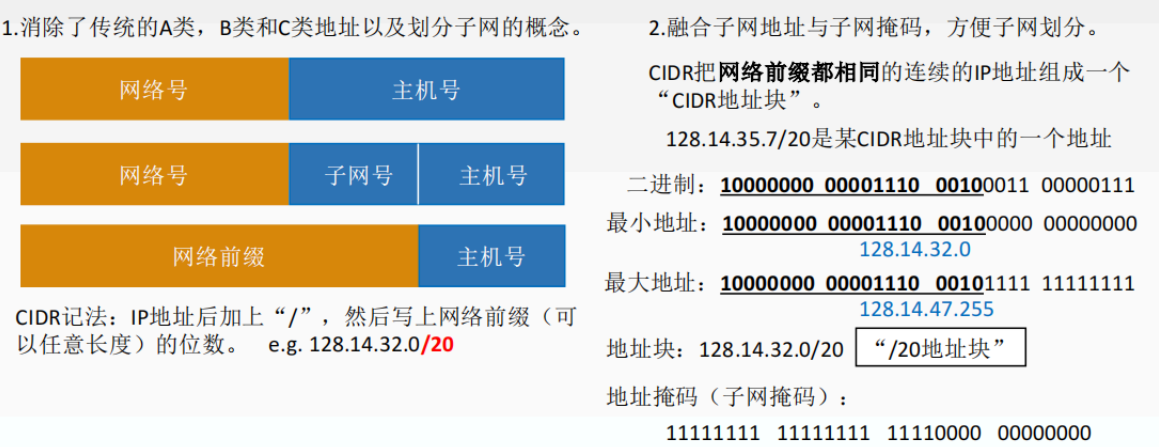 1.消除了传统的A类，B类和C类地址以及划分子网的概念。
网络号 主机号
网络号 子网号 主机号
网络前缀 主机号
CIDR记法：IP地址后加上“/”，然后写上网络前缀（可
以任意长度）的位数。 e.g. 128.14.32.0/20
2.融合子网地址与子网掩码，方便子网划分。
CIDR把网络前缀都相同的连续的IP地址组成一个
“CIDR地址块”。
128.14.35.7/20是某CIDR地址块中的一个地址
二进制：10000000 00001110 00100011 00000111
最小地址：10000000 00001110 00100000 00000000
128.14.32.0
最大地址：10000000 00001110 00101111 11111111
128.14.47.255
地址块：128.14.32.0/20 “/20地址块”
地址掩码（子网掩码）：
11111111 11111111 11110000 00000000